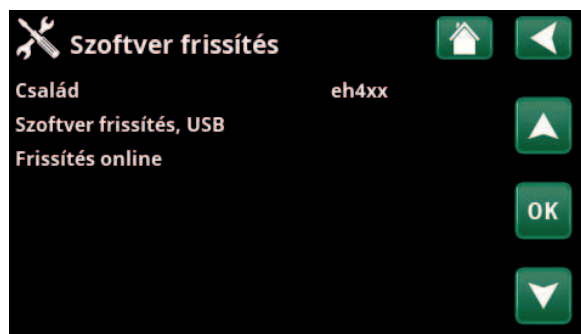 Szoftver frissítés
Család eh4xx
Szoftver frissítés, USB
Frissítés online
OK